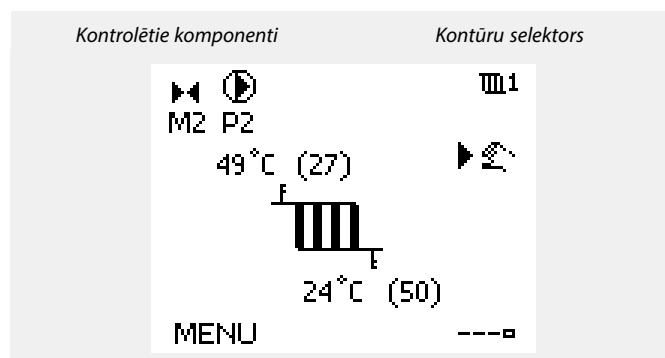 Kontrolētie komponenti Kontūru selektors
1
M2 P2
49°C (27)
24°C (50)
MENU ---